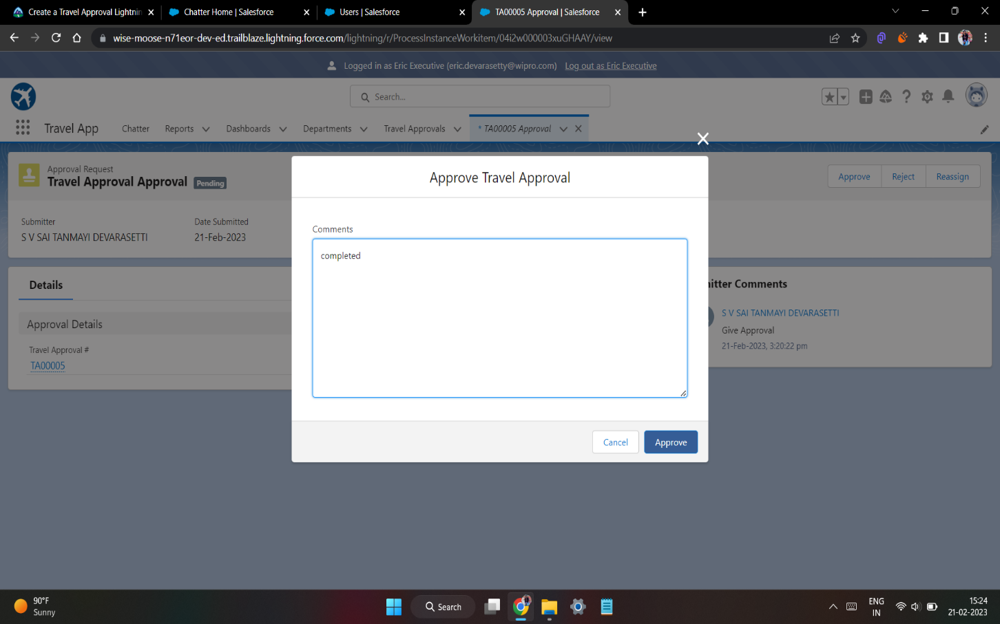 Create a Travel Approval Lightnin
Chatter Home | Salesforce
Users | Salesforce
TA00005 Approval | Salesforce
wise-moose-n71eor-dev-ed.trailblaze.lightning.force.com/lightning/r/ProcessInstanceWorkitem/04i2w000003xuGHAAY/view
Logged in as Eric Executive (eric.devarasetty@wipro.com) Log out as Eric Executive
Search...
Travel App
Chatter
Reports
Dashboards
Departments
Travel Approvals
* TA00005 Approval
Approval Request
Travel Approval Approval
Pending
Approve
Reject
Reassign
Submitter
S V SAI TANMAYI DEVARASETTI
Date Submitted
21-Feb-2023
Approve Travel Approval
Comments
completed
Cancel
Approve
Details
Approval Details
Travel Approval #
TA00005
itter Comments
S V SAI TANMAYI DEVARASETTI
Give Approval
21-Feb-2023, 3:20:22 pm
90°F
Sunny
Search
ENG
IN
15:24
21-02-2023